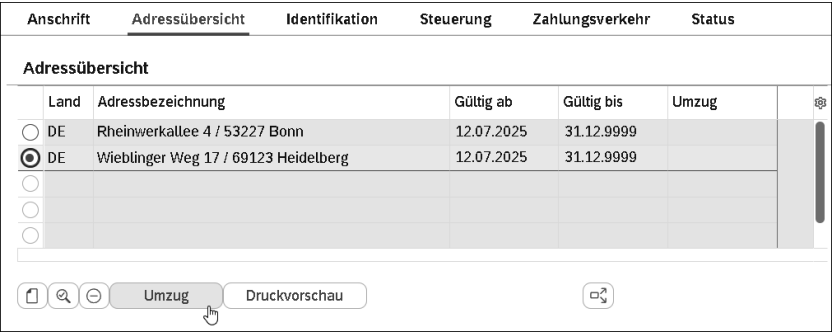 Anschrift Adressübersicht Identifikation Steuerung Zahlungsverkehr Status
Adressübersicht
Land Adressbezeichnung Gültig ab Gültig bis Umzug
DE Rheinwerkallee 4 / 53227 Bonn 12.07.2025 31.12.9999
DE Wieblinger Weg 17 / 69123 Heidelberg 12.07.2025 31.12.9999
Umzug Druckvorschau